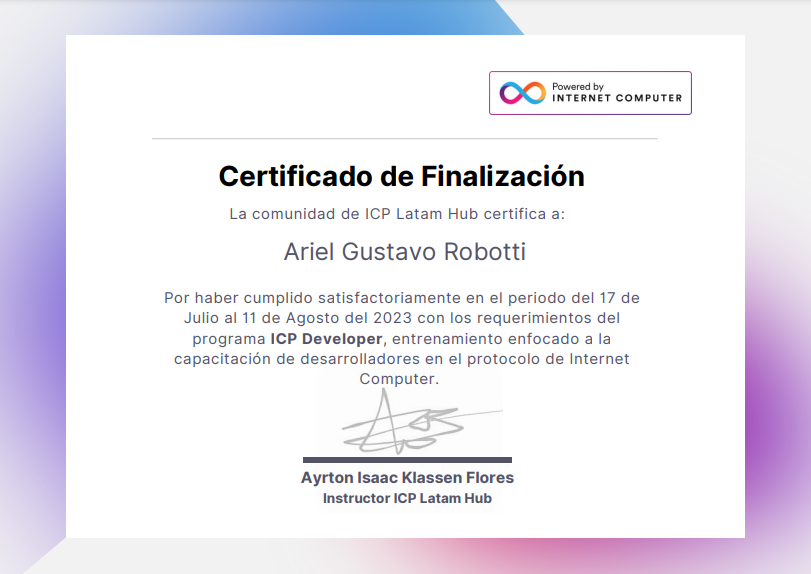 Powered by
INTERNET COMPUTER
Certificado de Finalización
La comunidad de ICP Latam Hub certifica a:
Ariel Gustavo Robotti
Por haber cumplido satisfactoriamente en el periodo del 17 de
Julio al 11 de Agosto del 2023 con los requerimientos del
programa ICP Developer, entrenamiento enfocado a la
capacitación de desarrolladores en el protocolo de Internet
Computer.
Ayrton Isaac Klassen Flores
Instructor ICP Latam Hub